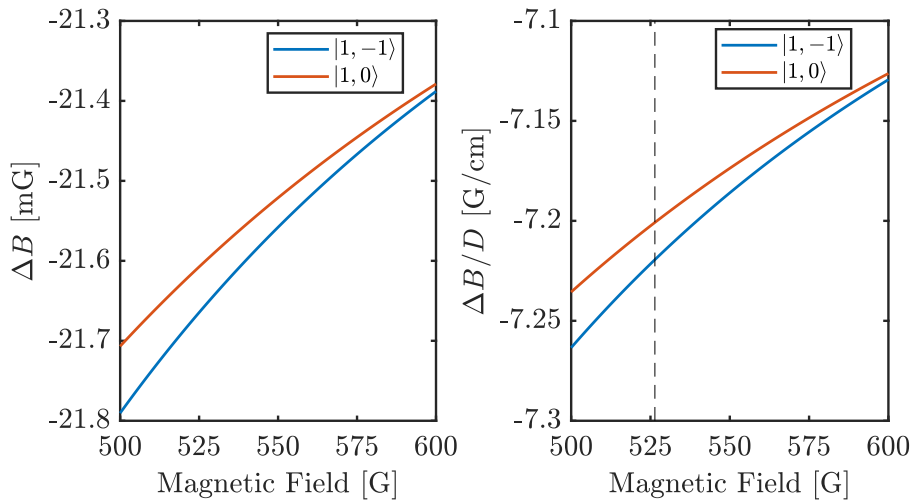 -21.3
-21.4
-21.5
-21.6
-21.7
-21.8
ΔB [mG]
500 525 550 575 600
Magnetic Field [G]
|1, −1⟩
|1, 0⟩
-7.1
-7.15
-7.2
-7.25
-7.3
ΔB/D [G/cm]
500 525 550 575 600
Magnetic Field [G]
|1, −1⟩
|1, 0⟩